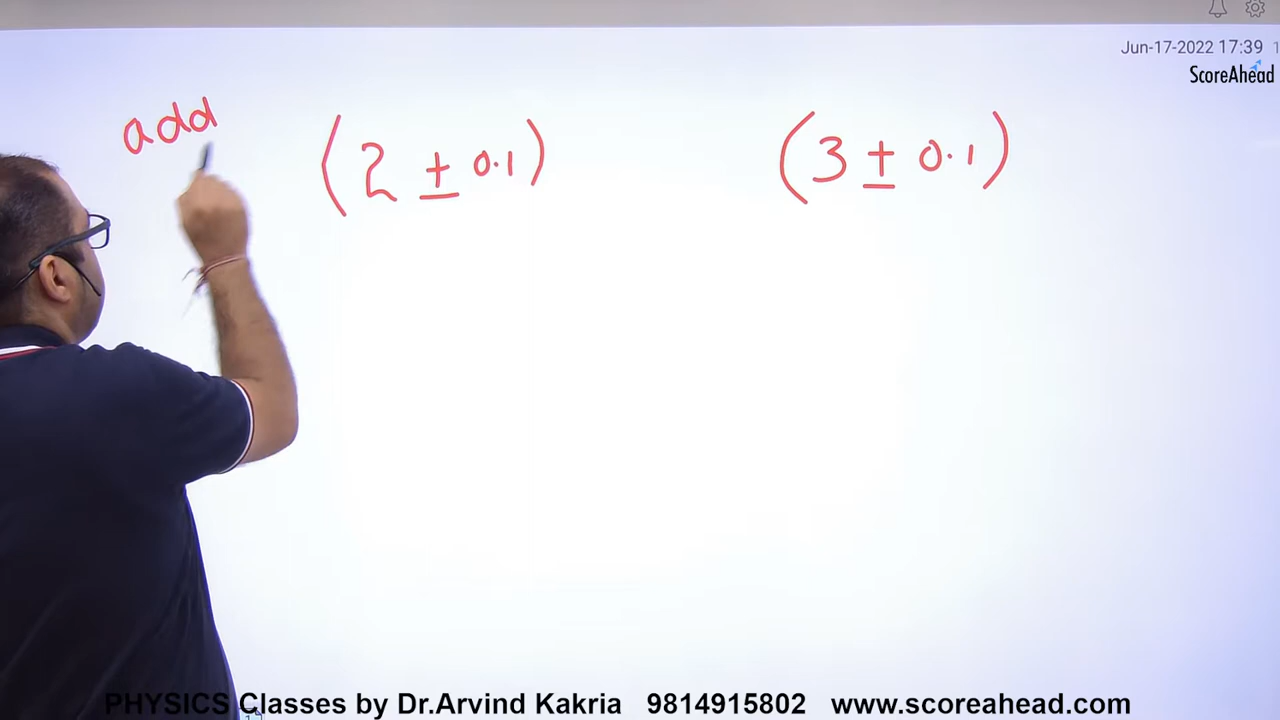 Jun-17-2022 17:39 1
ScoreAhead
add (2 ± 0.1) (3 ± 0.1)
PHYSICS Classes by Dr.Arvind Kakria 9814915802 www.scoreahead.com